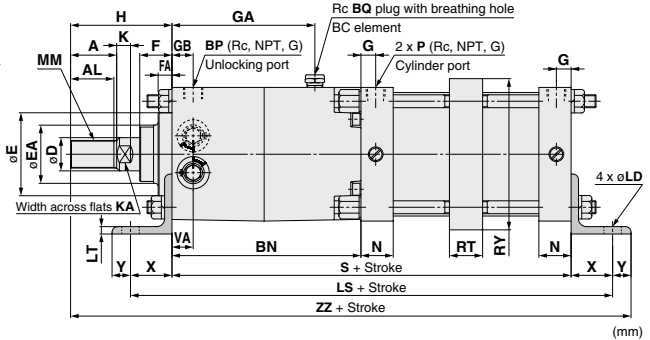 H
GA
Rc BQ plug with breathing hole
BC element
A
K
F
GB
BP (Rc, NPT, G)
Unlocking port
G
2 x P (Rc, NPT, G)
Cylinder port
G
MM
AL
FA
øE
øEA
øD
Width across flats KA
4 x øLD
LT
VA
BN
N
RT
RY
N
Y
X
S + Stroke
X
Y
LS + Stroke
ZZ + Stroke
(mm)